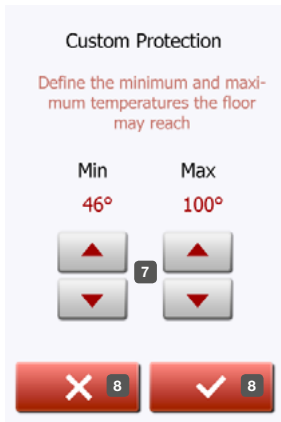 Custom Protection
Define the minimum and maxi-
mum temperatures the floor
may reach
Min Max
46° 100°
7
8 8